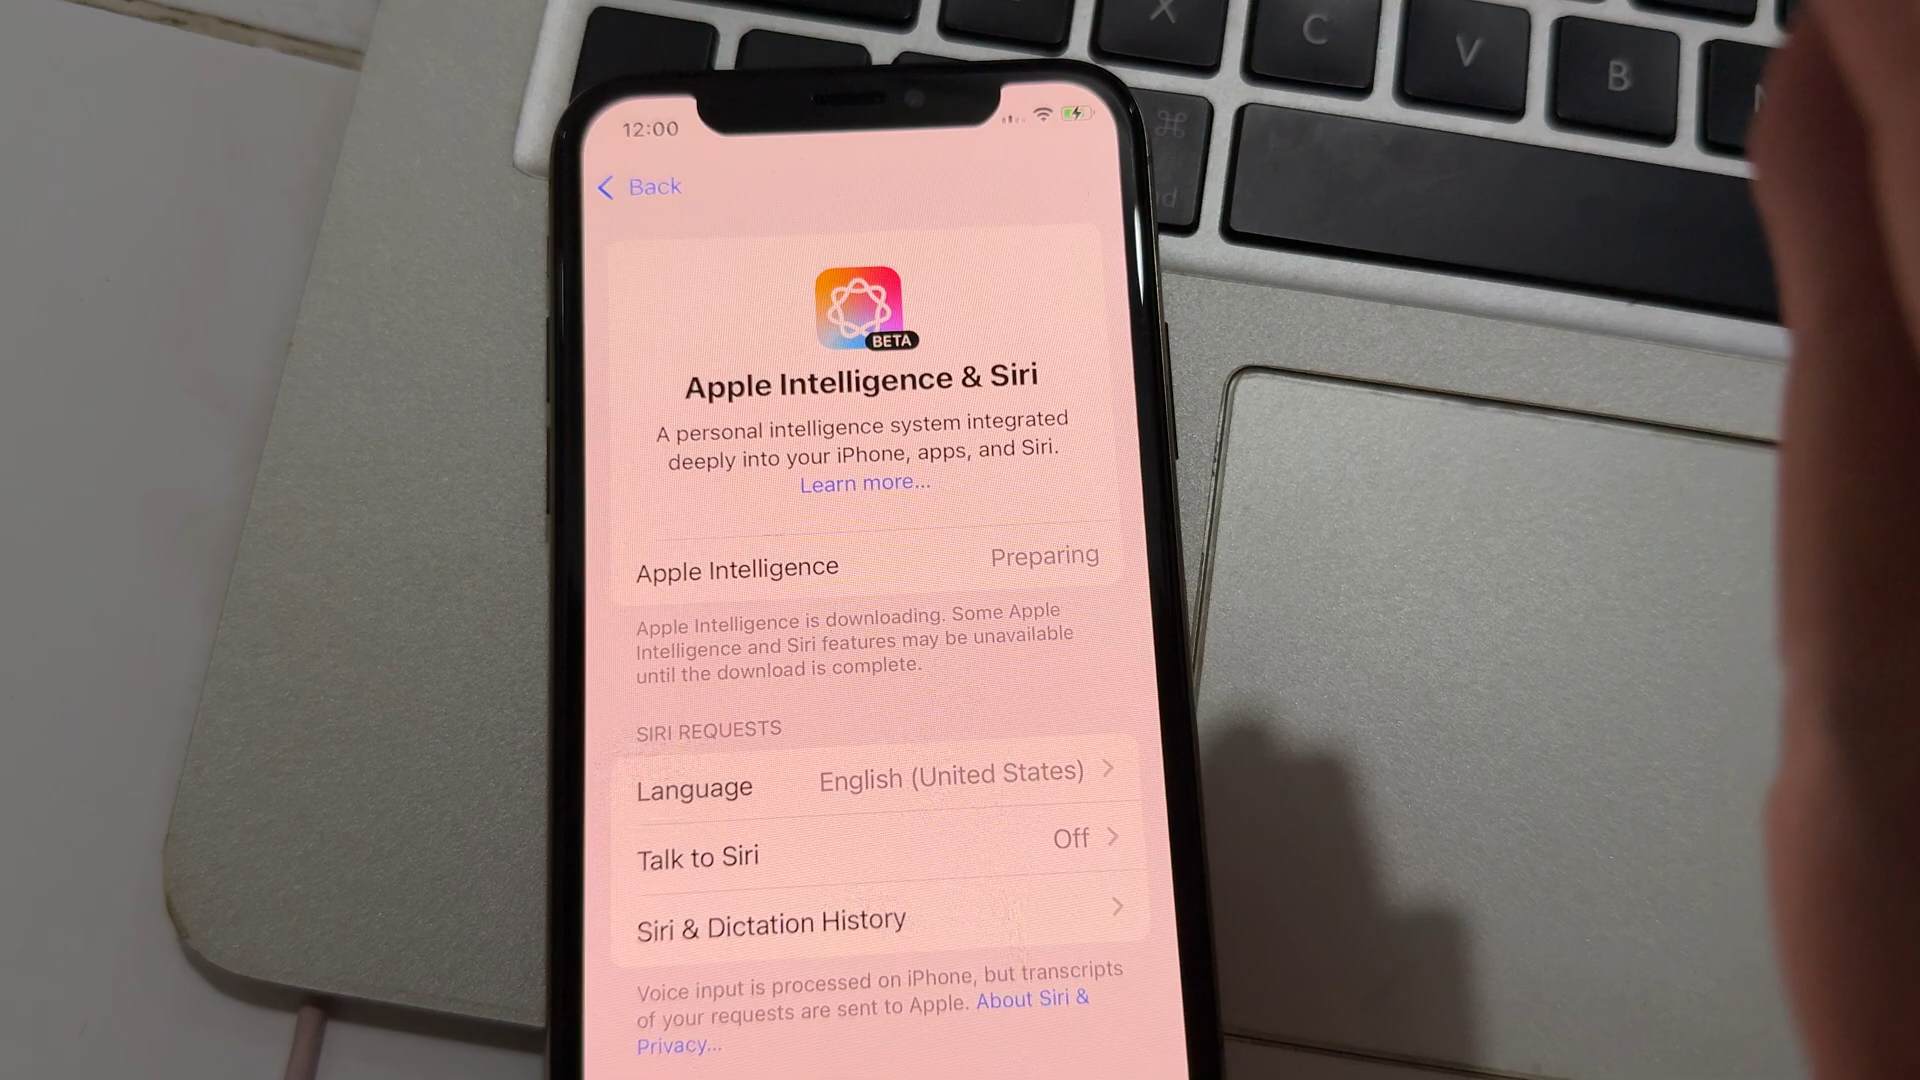 X
C
V
B
⌘
d
12:00
Back
BETA
Apple Intelligence & Siri
A personal intelligence system integrated
deeply into your iPhone, apps, and Siri.
Learn more...
Apple Intelligence Preparing
Apple Intelligence is downloading. Some Apple
Intelligence and Siri features may be unavailable
until the download is complete.
SIRI REQUESTS
Language English (United States)
Talk to Siri Off
Siri & Dictation History
Voice input is processed on iPhone, but transcripts
of your requests are sent to Apple. About Siri &
Privacy...